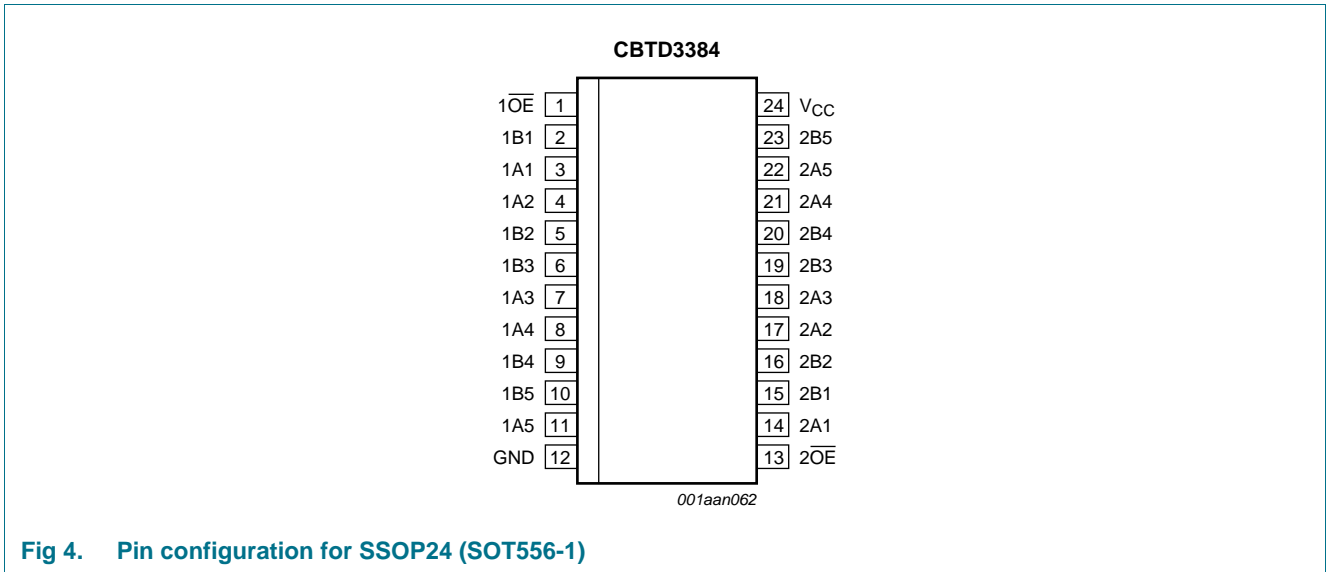 CBTD3384
1O̅E̅ 1 24 VCC
1B1 2 23 2B5
1A1 3 22 2A5
1A2 4 21 2A4
1B2 5 20 2B4
1B3 6 19 2B3
1A3 7 18 2A3
1A4 8 17 2A2
1B4 9 16 2B2
1B5 10 15 2B1
1A5 11 14 2A1
GND 12 13 2O̅E̅
001aan062
Fig 4. Pin configuration for SSOP24 (SOT556-1)